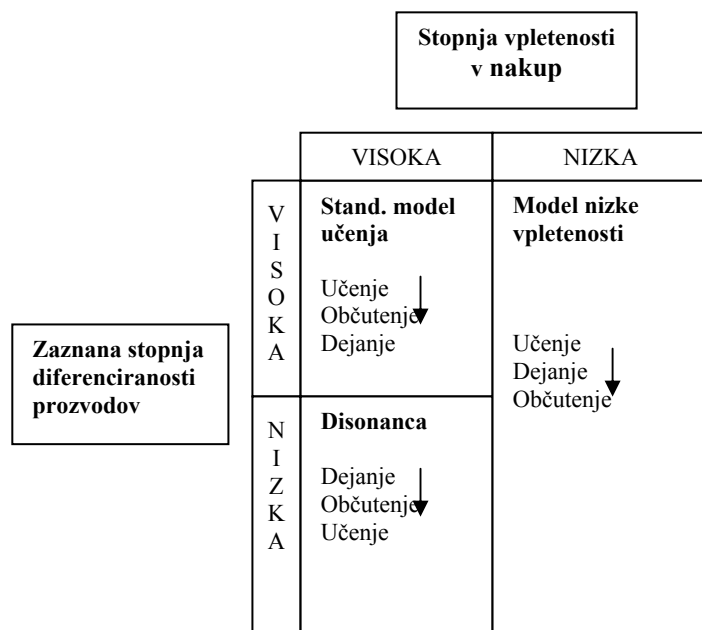 Stopnja vpletenosti
v nakup
VISOKA
NIZKA
V
I
S
O
K
A
Stand. model
učenja
Učenje
Občutenje
Dejanje
Model nizke
vpletenosti
Učenje
Dejanje
Občutenje
Zaznana stopnja
diferenciranosti
prozvodov
N
I
Z
K
A
Disonanca
Dejanje
Občutenje
Učenje